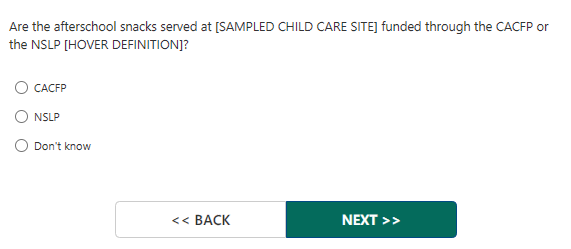 Are the afterschool snacks served at [SAMPLED CHILD CARE SITE] funded through the CACFP or
the NSLP [HOVER DEFINITION]?
CACFP
NSLP
Don't know
<< BACK
NEXT >>